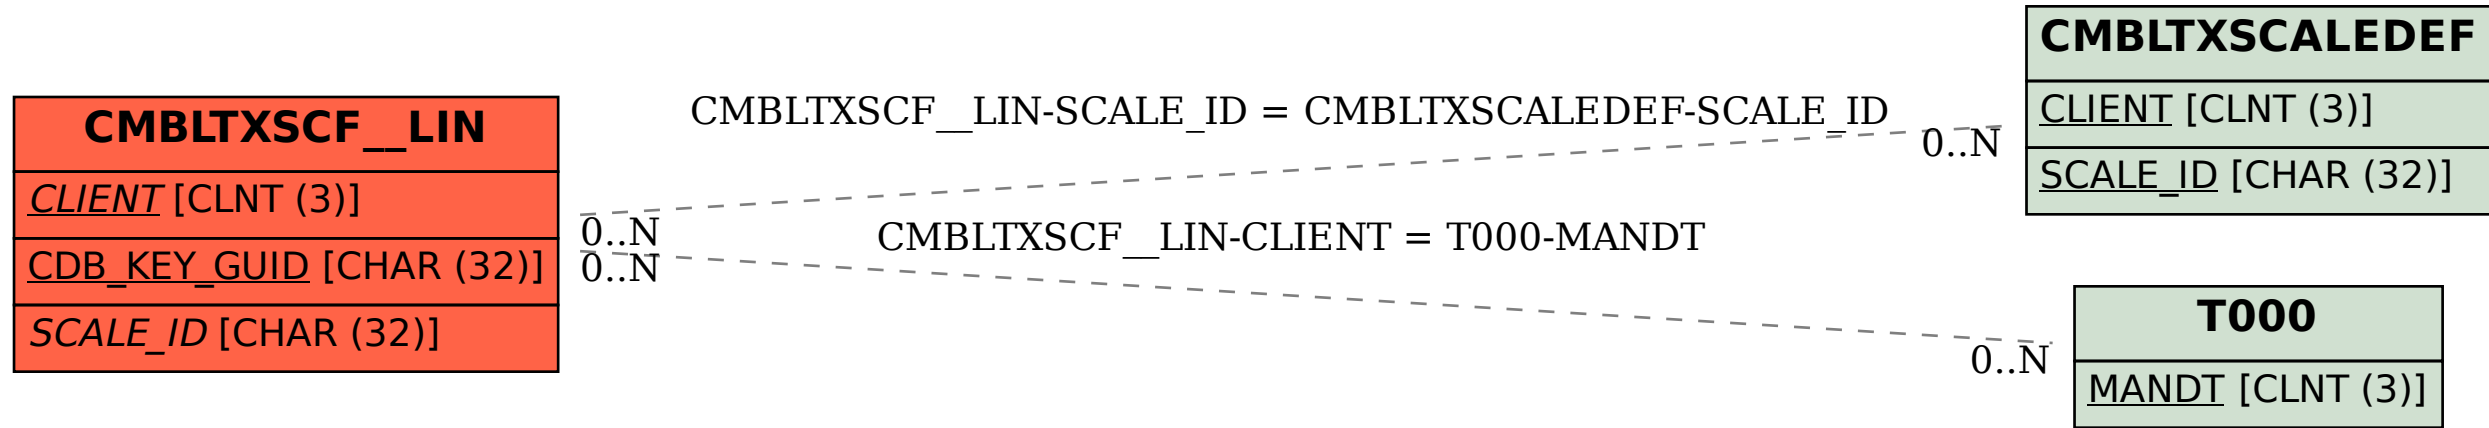 CMBLTXSCF__LIN
CLIENT [CLNT (3)]
CDB_KEY_GUID [CHAR (32)]
SCALE_ID [CHAR (32)]
CMBLTXSCF__LIN-SCALE_ID = CMBLTXSCALEDEF-SCALE_ID
0..N
0..N
CMBLTXSCF__LIN-CLIENT = T000-MANDT
0..N
0..N
CMBLTXSCALEDEF
CLIENT [CLNT (3)]
SCALE_ID [CHAR (32)]
T000
MANDT [CLNT (3)]